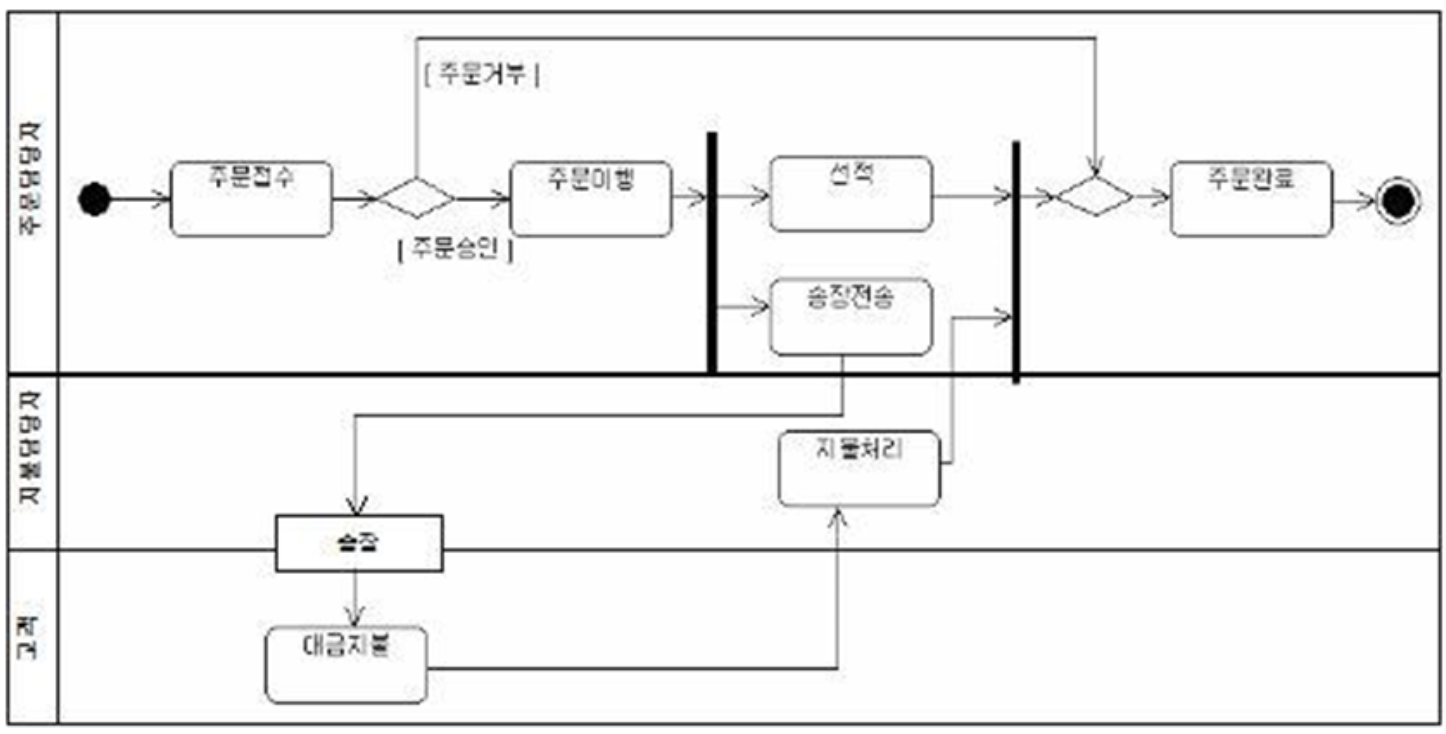 주문담당자
[ 주문거부 ]
주문접수
[ 주문승인 ]
주문이행
선적
송장전송
주문완료
지불담당자
지불처리
송장
고객
대금지불